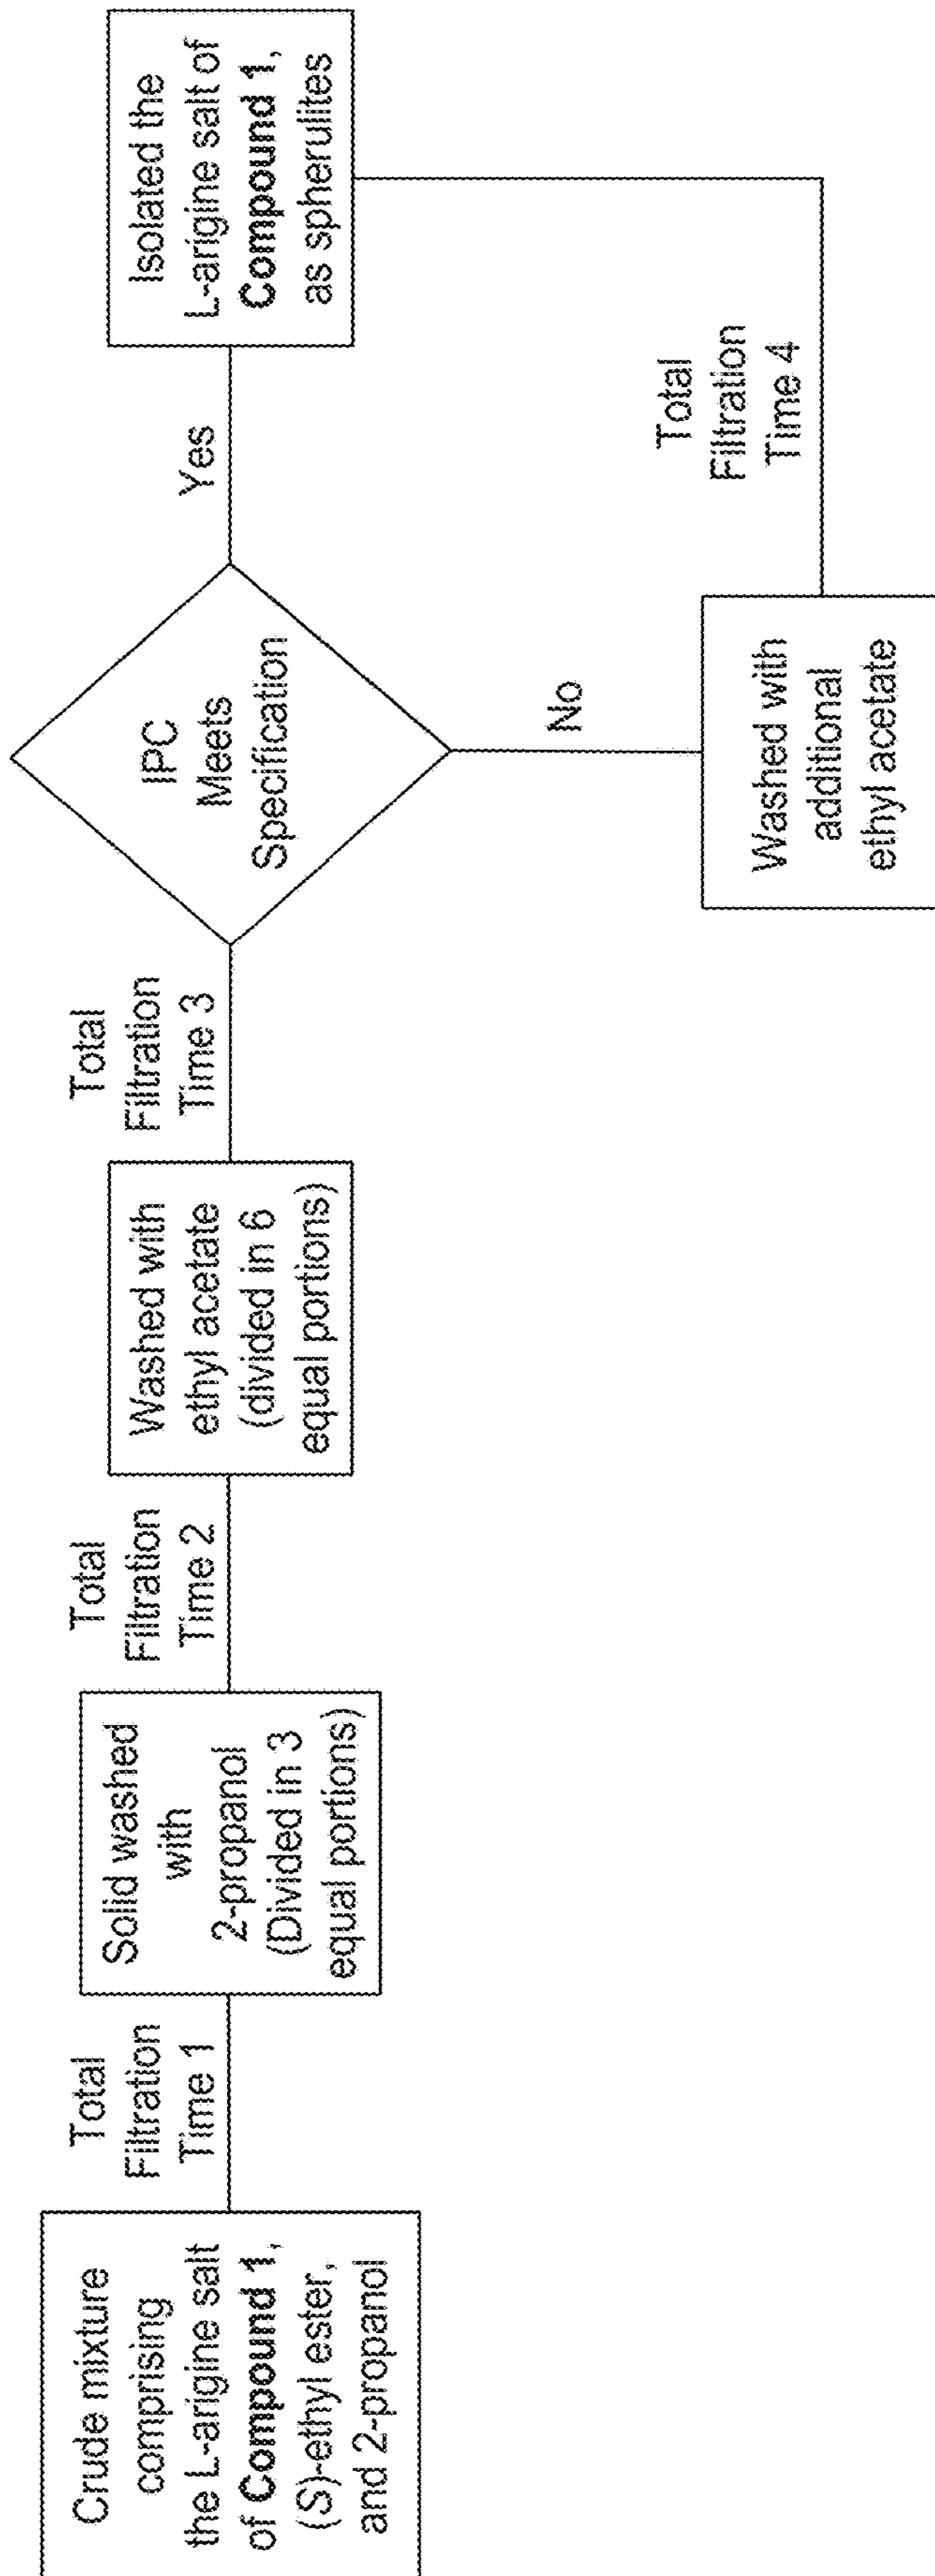 Crude mixture
comprising
the L-arigine salt
of Compound 1,
(S)-ethyl ester,
and 2-propanol
Total
Filtration
Time 1
Solid washed
with
2-propanol
(Divided in 3
equal portions)
Total
Filtration
Time 2
Washed with
ethyl acetate
(divided in 6
equal portions)
Total
Filtration
Time 3
IPC
Meets
Specification
Yes
Isolated the
L-arigine salt of
Compound 1,
as spherulites
No
Washed with
additional
ethyl acetate
Total
Filtration
Time 4